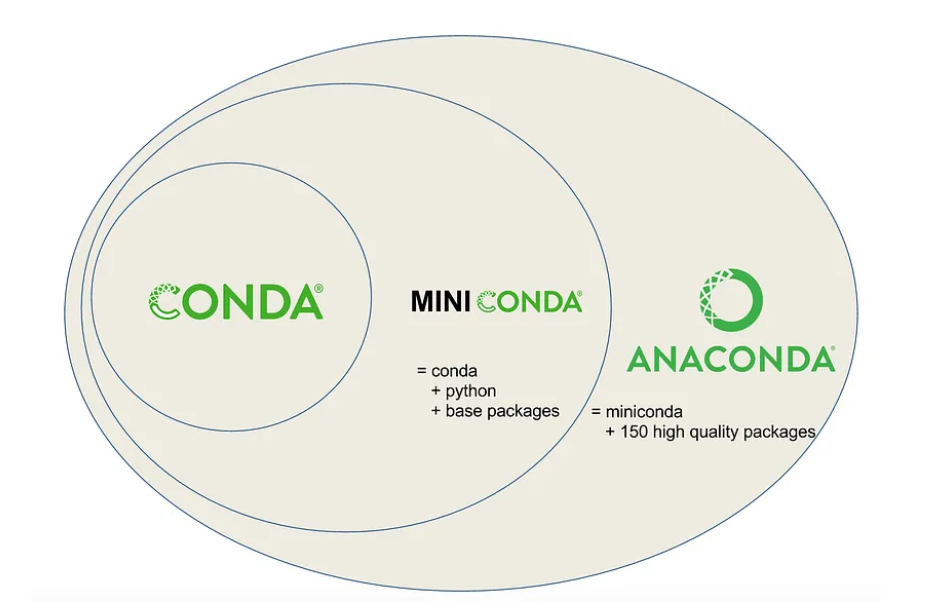 CONDA®
MINI CONDA®
= conda
+ python
+ base packages
ANACONDA®
= miniconda
+ 150 high quality packages